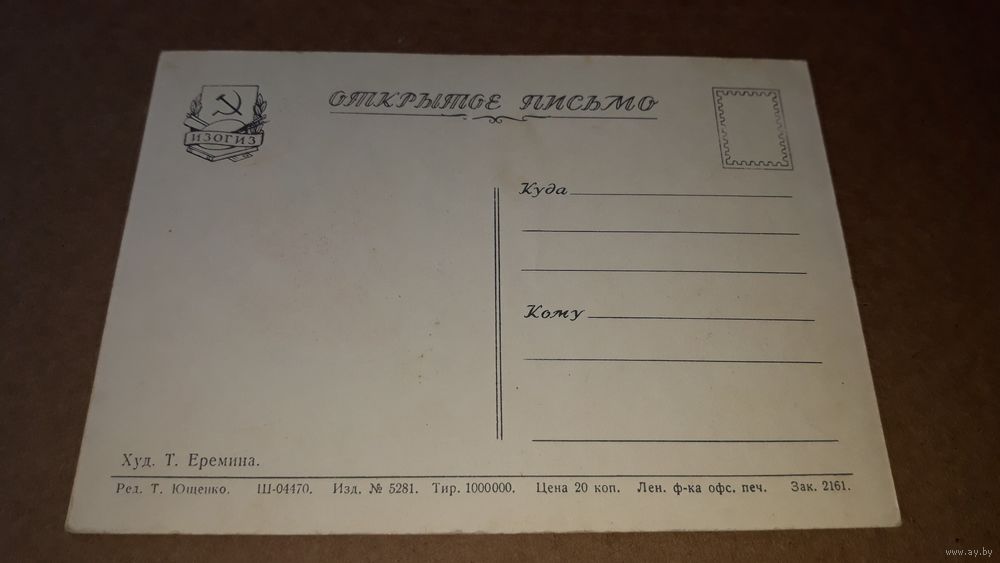 ОТКРЫТОЕ ПИСЬМО
ИЗОГИЗ
Куда
Кому
Худ. Т. Еремина.
Ред. Т. Ющенко. Ш-04470. Изд. № 5281. Тир. 1000000. Цена 20 коп. Лен. ф-ка офс. печ. Зак. 2161.
www.ay.by